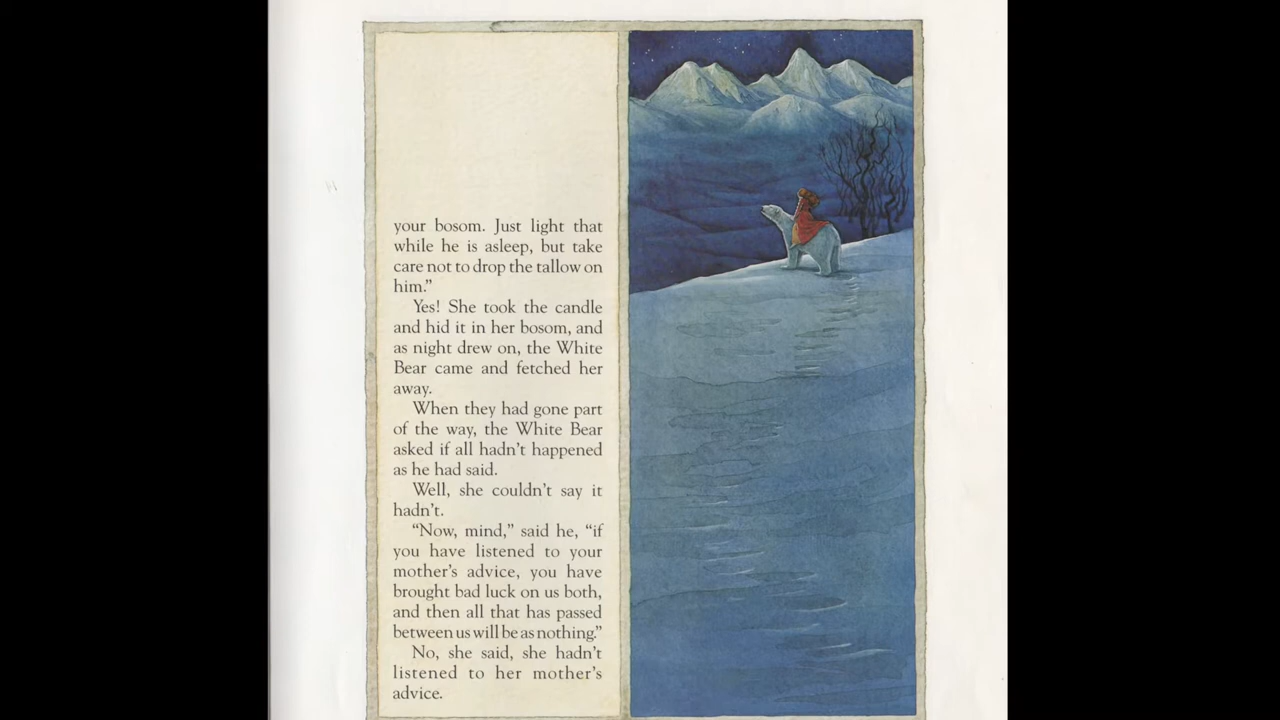 your bosom. Just light that
while he is asleep, but take
care not to drop the tallow on
him.”
Yes! She took the candle
and hid it in her bosom, and
as night drew on, the White
Bear came and fetched her
away.
When they had gone part
of the way, the White Bear
asked if all hadn’t happened
as he had said.
Well, she couldn’t say it
hadn’t.
“Now, mind,” said he, “if
you have listened to your
mother’s advice, you have
brought bad luck on us both,
and then all that has passed
between us will be as nothing.”
No, she said, she hadn’t
listened to her mother’s
advice.